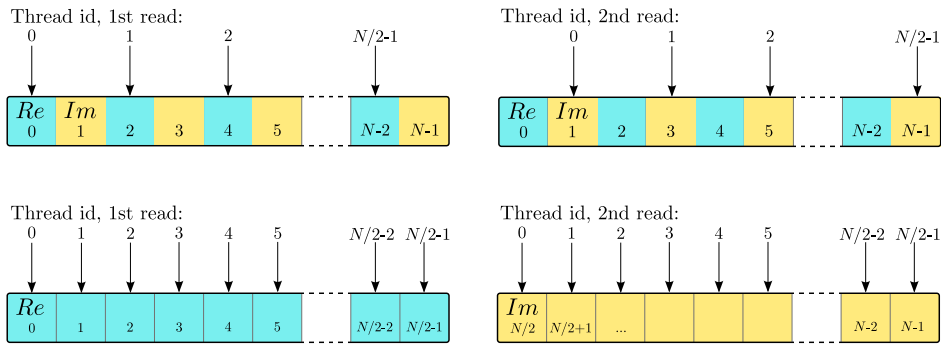 Thread id, 1st read:
0 1 2 N/2-1
Re Im
0 1 2 3 4 5 N-2 N-1
Thread id, 2nd read:
0 1 2 N/2-1
Re Im
0 1 2 3 4 5 N-2 N-1
Thread id, 1st read:
0 1 2 3 4 5 N/2-2 N/2-1
Re
0 1 2 3 4 5 N/2-2 N/2-1
Thread id, 2nd read:
0 1 2 3 4 5 N/2-2 N/2-1
Im
N/2 N/2+1 ... N-2 N-1